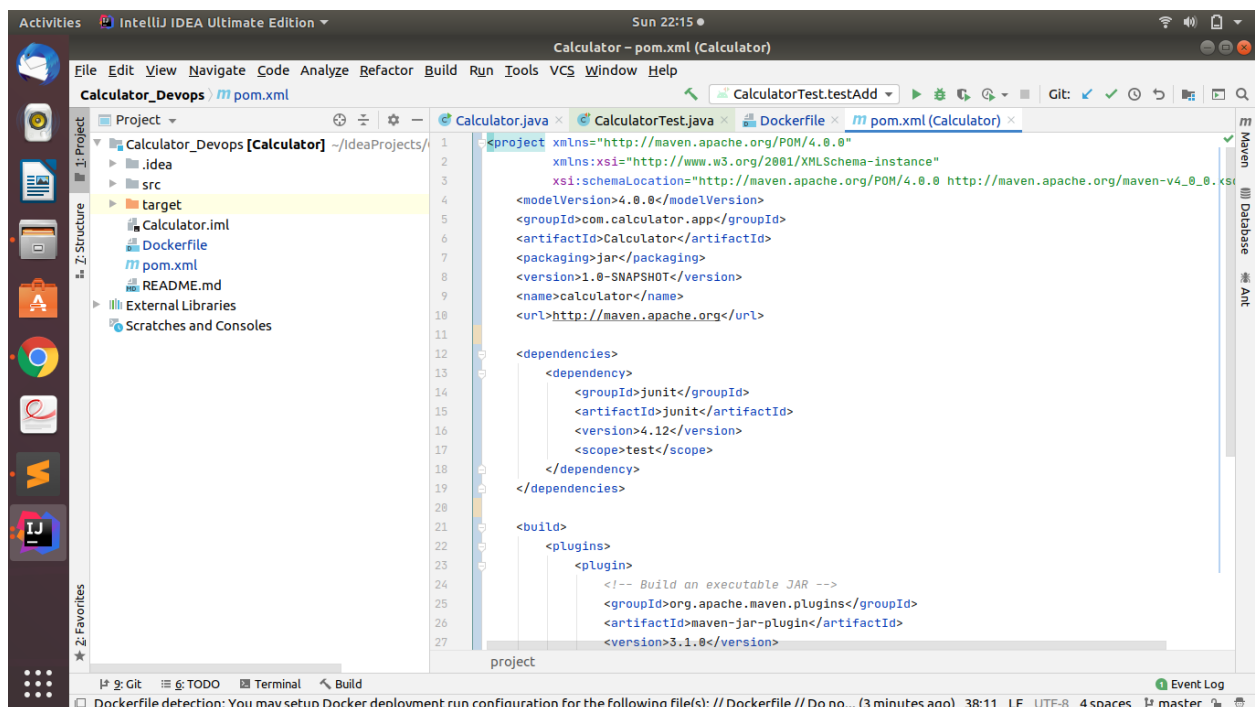 Activities IntelliJ IDEA Ultimate Edition Sun 22:15
Calculator – pom.xml (Calculator)
File Edit View Navigate Code Analyze Refactor Build Run Tools VCS Window Help
Calculator_Devops pom.xml CalculatorTest.testAdd Git:
Project Calculator.java CalculatorTest.java Dockerfile pom.xml (Calculator)
1: Project
Calculator_Devops [Calculator] ~/IdeaProjects/
.idea
src
target
Calculator.iml
Dockerfile
pom.xml
README.md
External Libraries
Scratches and Consoles
Z: Structure
2: Favorites
1 <project xmlns="http://maven.apache.org/POM/4.0.0"
2 xmlns:xsi="http://www.w3.org/2001/XMLSchema-instance"
3 xsi:schemaLocation="http://maven.apache.org/POM/4.0.0 http://maven.apache.org/maven-v4_0_0.xs
4 <modelVersion>4.0.0</modelVersion>
5 <groupId>com.calculator.app</groupId>
6 <artifactId>Calculator</artifactId>
7 <packaging>jar</packaging>
8 <version>1.0-SNAPSHOT</version>
9 <name>calculator</name>
10 <url>http://maven.apache.org</url>
11
12 <dependencies>
13 <dependency>
14 <groupId>junit</groupId>
15 <artifactId>junit</artifactId>
16 <version>4.12</version>
17 <scope>test</scope>
18 </dependency>
19 </dependencies>
20
21 <build>
22 <plugins>
23 <plugin>
24 <!-- Build an executable JAR -->
25 <groupId>org.apache.maven.plugins</groupId>
26 <artifactId>maven-jar-plugin</artifactId>
27 <version>3.1.0</version>
project
Maven
Database
Ant
9: Git 6: TODO Terminal Build 1 Event Log
Dockerfile detection: You may setup Docker deployment run configuration for the following file(s): // Dockerfile // Do no... (3 minutes ago) 38:11 LF UTF-8 4 spaces master